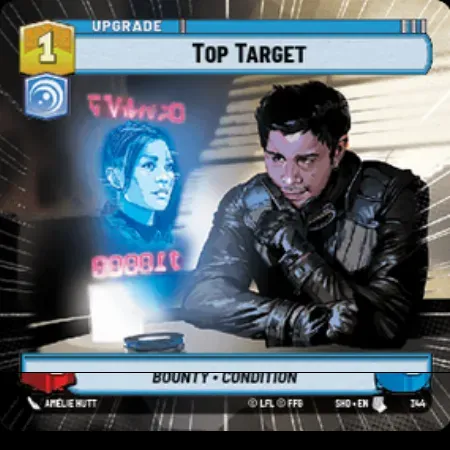 UPGRADE
1
TOP TARGET
BOUNTY • CONDITION
AMÉLIE HUTT
LFL FFG
SHD • EN
344